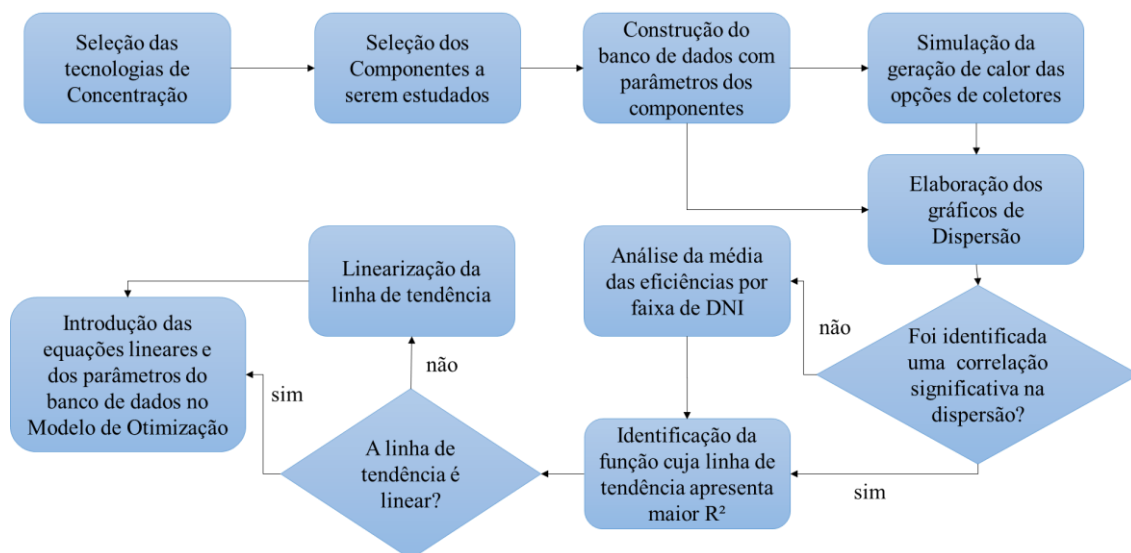 Seleção das
tecnologias de
Concentração
Seleção dos
Componentes a
serem estudados
Construção do
banco de dados com
parâmetros dos
componentes
Simulação da
geração de calor das
opções de coletores
Elaboração dos
gráficos de
Dispersão
Foi identificada
uma correlação
significativa na
dispersão?
não
Análise da média
das eficiências por
faixa de DNI
sim
Identificação da
função cuja linha de
tendência apresenta
maior R²
A linha de
tendência é
linear?
não
Linearização da
linha de tendência
sim
Introdução das
equações lineares e
dos parâmetros do
banco de dados no
Modelo de Otimização